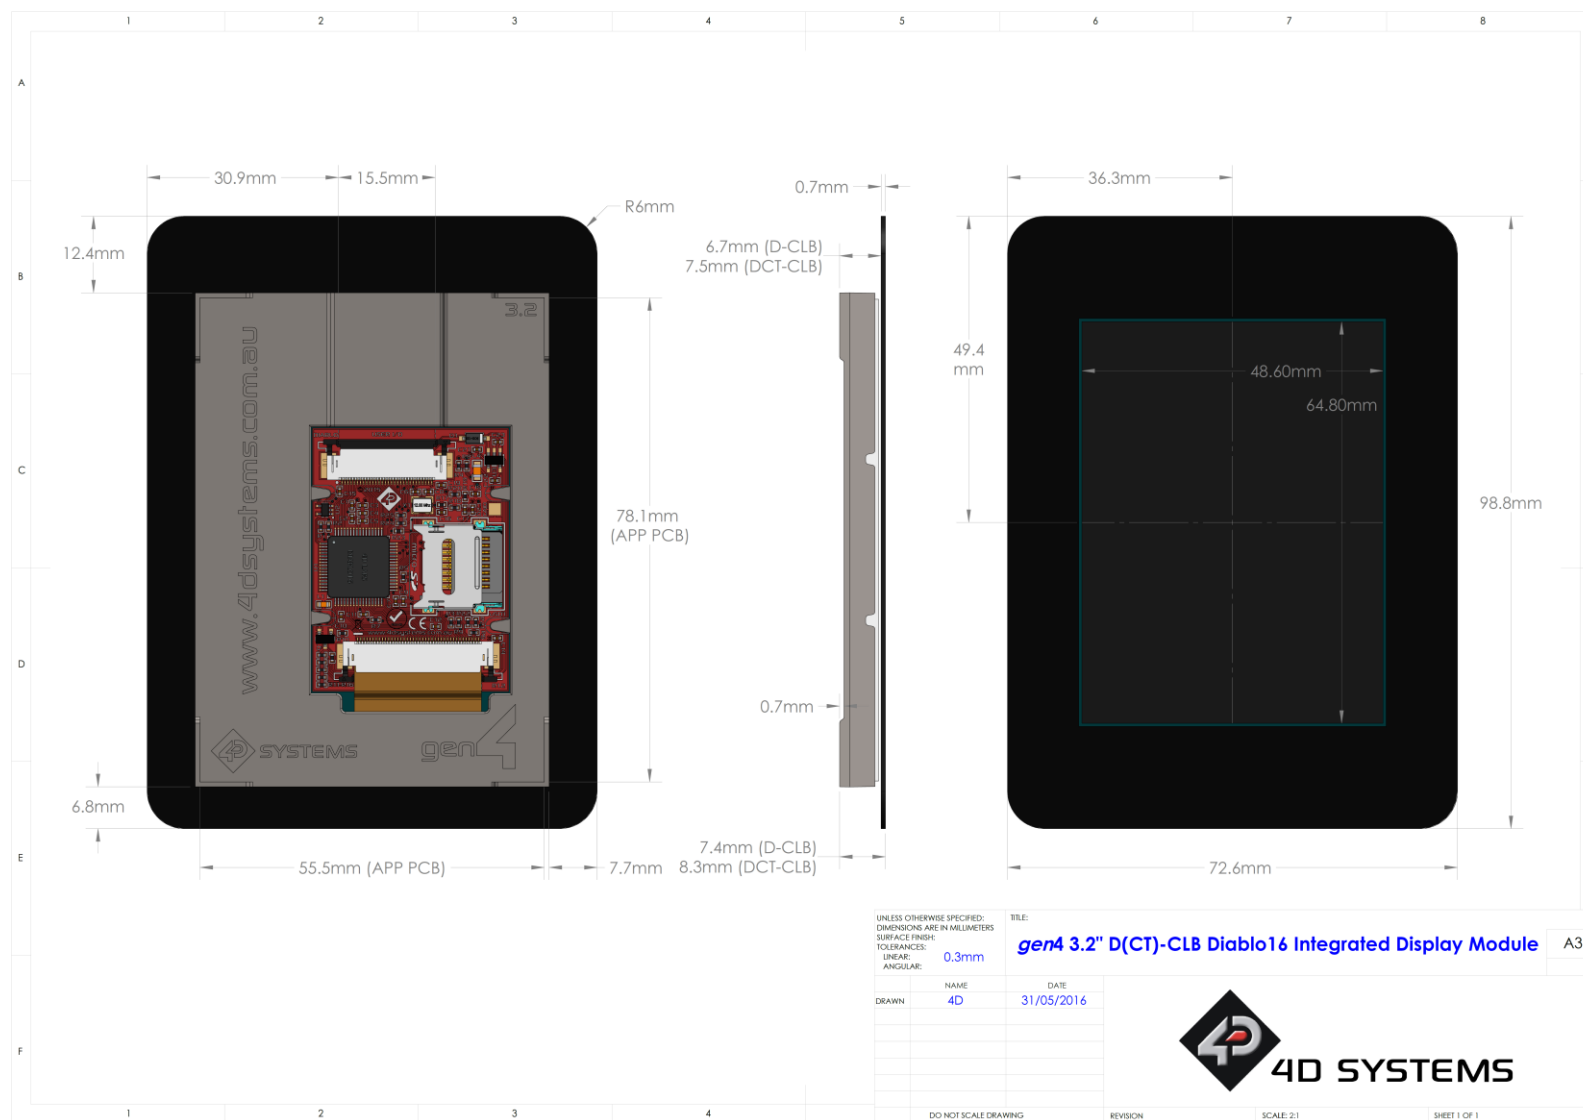 1 2 3 4 5 6 7 8
A
B
C
D
E
F
30.9mm
15.5mm
R6mm
12.4mm
3.2
www.4dsystems.com.au
78.1mm
(APP PCB)
micro
CE
4D SYSTEMS
gen4
6.8mm
55.5mm (APP PCB)
7.7mm
0.7mm
6.7mm (D-CLB)
7.5mm (DCT-CLB)
0.7mm
7.4mm (D-CLB)
8.3mm (DCT-CLB)
36.3mm
49.4
mm
48.60mm
64.80mm
98.8mm
72.6mm
UNLESS OTHERWISE SPECIFIED:
DIMENSIONS ARE IN MILLIMETERS
SURFACE FINISH:
TOLERANCES:
LINEAR: 0.3mm
ANGULAR:
TITLE:
gen4 3.2" D(CT)-CLB Diablo16 Integrated Display Module
A3
NAME DATE
DRAWN 4D 31/05/2016
4D SYSTEMS
DO NOT SCALE DRAWING
REVISION
SCALE: 2:1
SHEET 1 OF 1
1 2 3 4